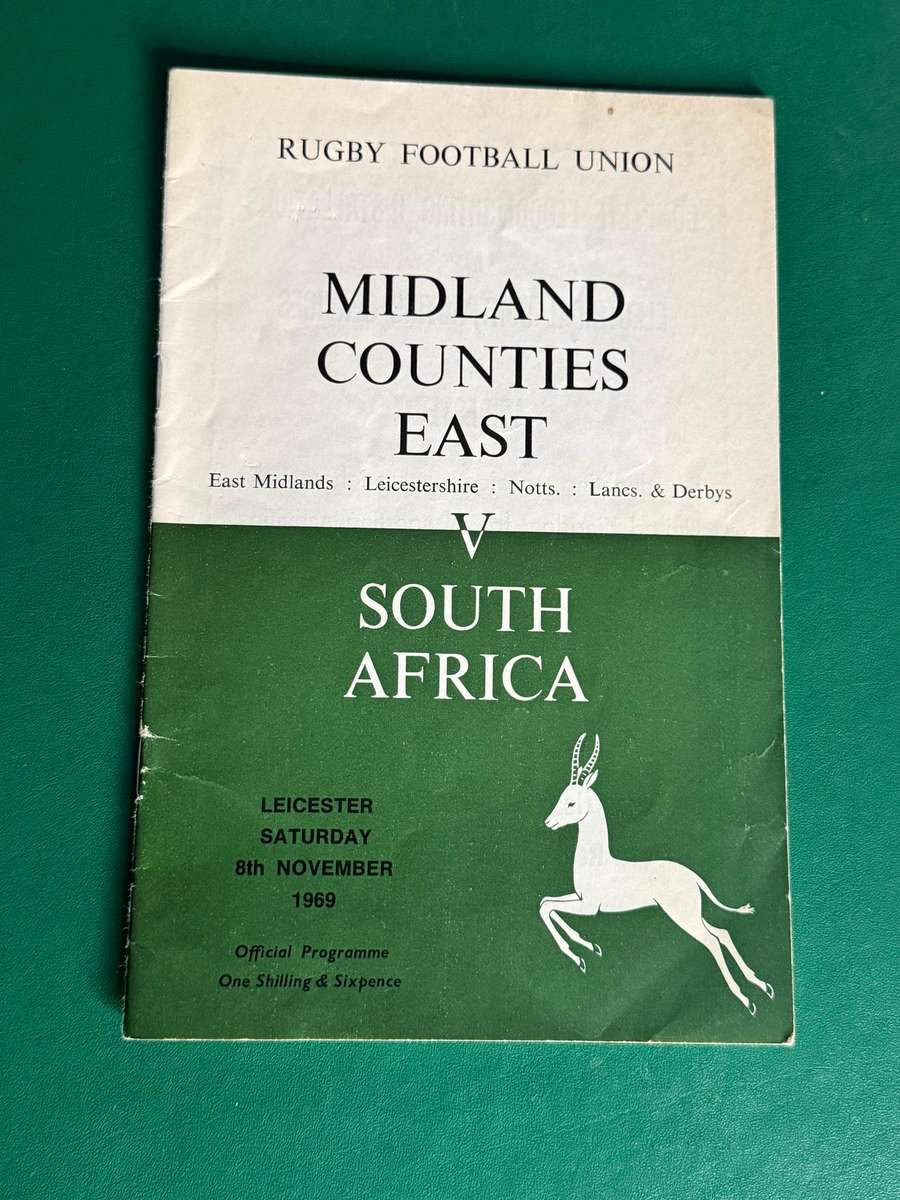 RUGBY FOOTBALL UNION
MIDLAND
COUNTIES
EAST
East Midlands : Leicestershire : Notts. : Lancs. & Derbys
V
SOUTH
AFRICA
LEICESTER
SATURDAY
8th NOVEMBER
1969
Official Programme
One Shilling & Sixpence